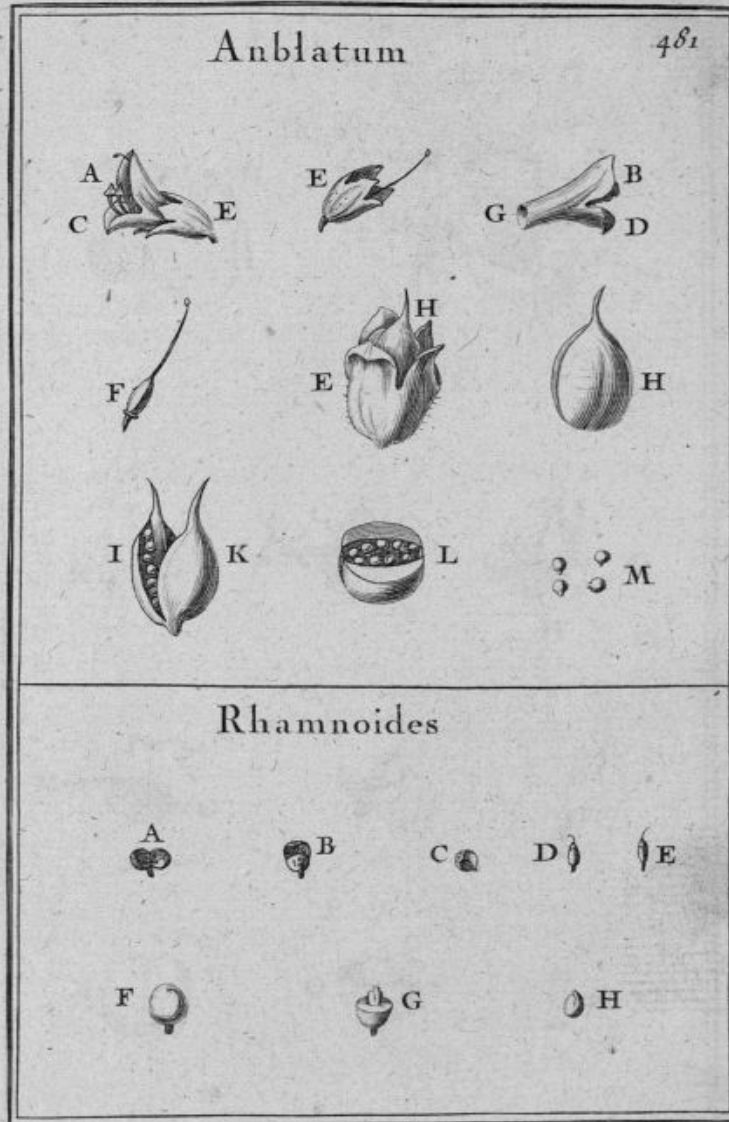 Anblatum 481
A C E E G B D
F E H H
I K L M
Rhamnoides
A B C D E
F G H